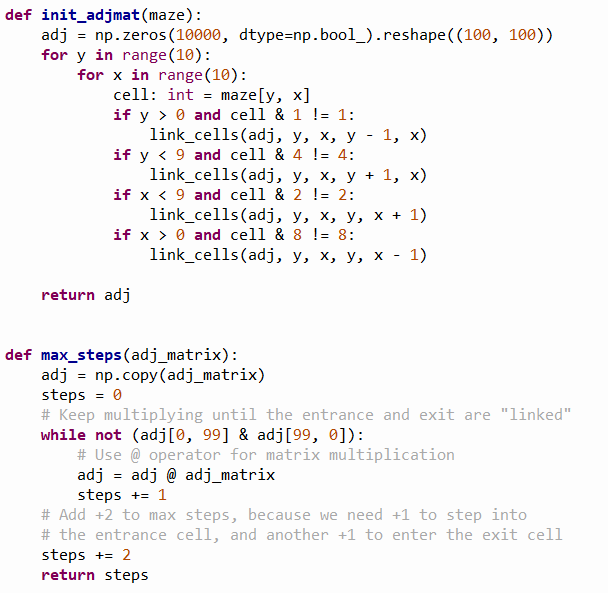 def init_adjmat(maze):
    adj = np.zeros(10000, dtype=np.bool_).reshape((100, 100))
    for y in range(10):
        for x in range(10):
            cell: int = maze[y, x]
            if y > 0 and cell & 1 != 1:
                link_cells(adj, y, x, y - 1, x)
            if y < 9 and cell & 4 != 4:
                link_cells(adj, y, x, y + 1, x)
            if x < 9 and cell & 2 != 2:
                link_cells(adj, y, x, y, x + 1)
            if x > 0 and cell & 8 != 8:
                link_cells(adj, y, x, y, x - 1)

    return adj


def max_steps(adj_matrix):
    adj = np.copy(adj_matrix)
    steps = 0
    # Keep multiplying until the entrance and exit are "linked"
    while not (adj[0, 99] & adj[99, 0]):
        # Use @ operator for matrix multiplication
        adj = adj @ adj_matrix
        steps += 1
    # Add +2 to max steps, because we need +1 to step into
    # the entrance cell, and another +1 to enter the exit cell
    steps += 2
    return steps